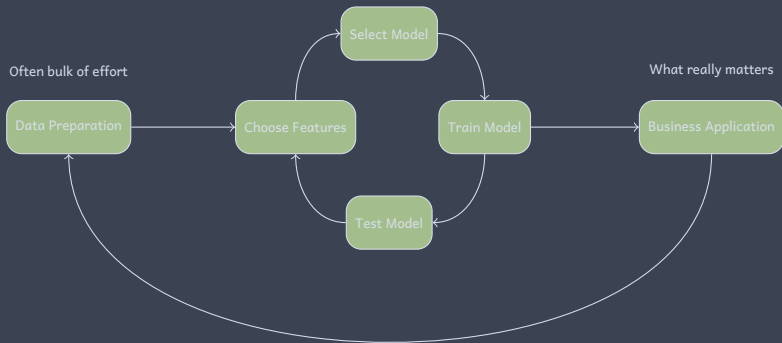 Select Model
Often bulk of effort
What really matters
Data Preparation
Choose Features
Train Model
Business Application
Test Model